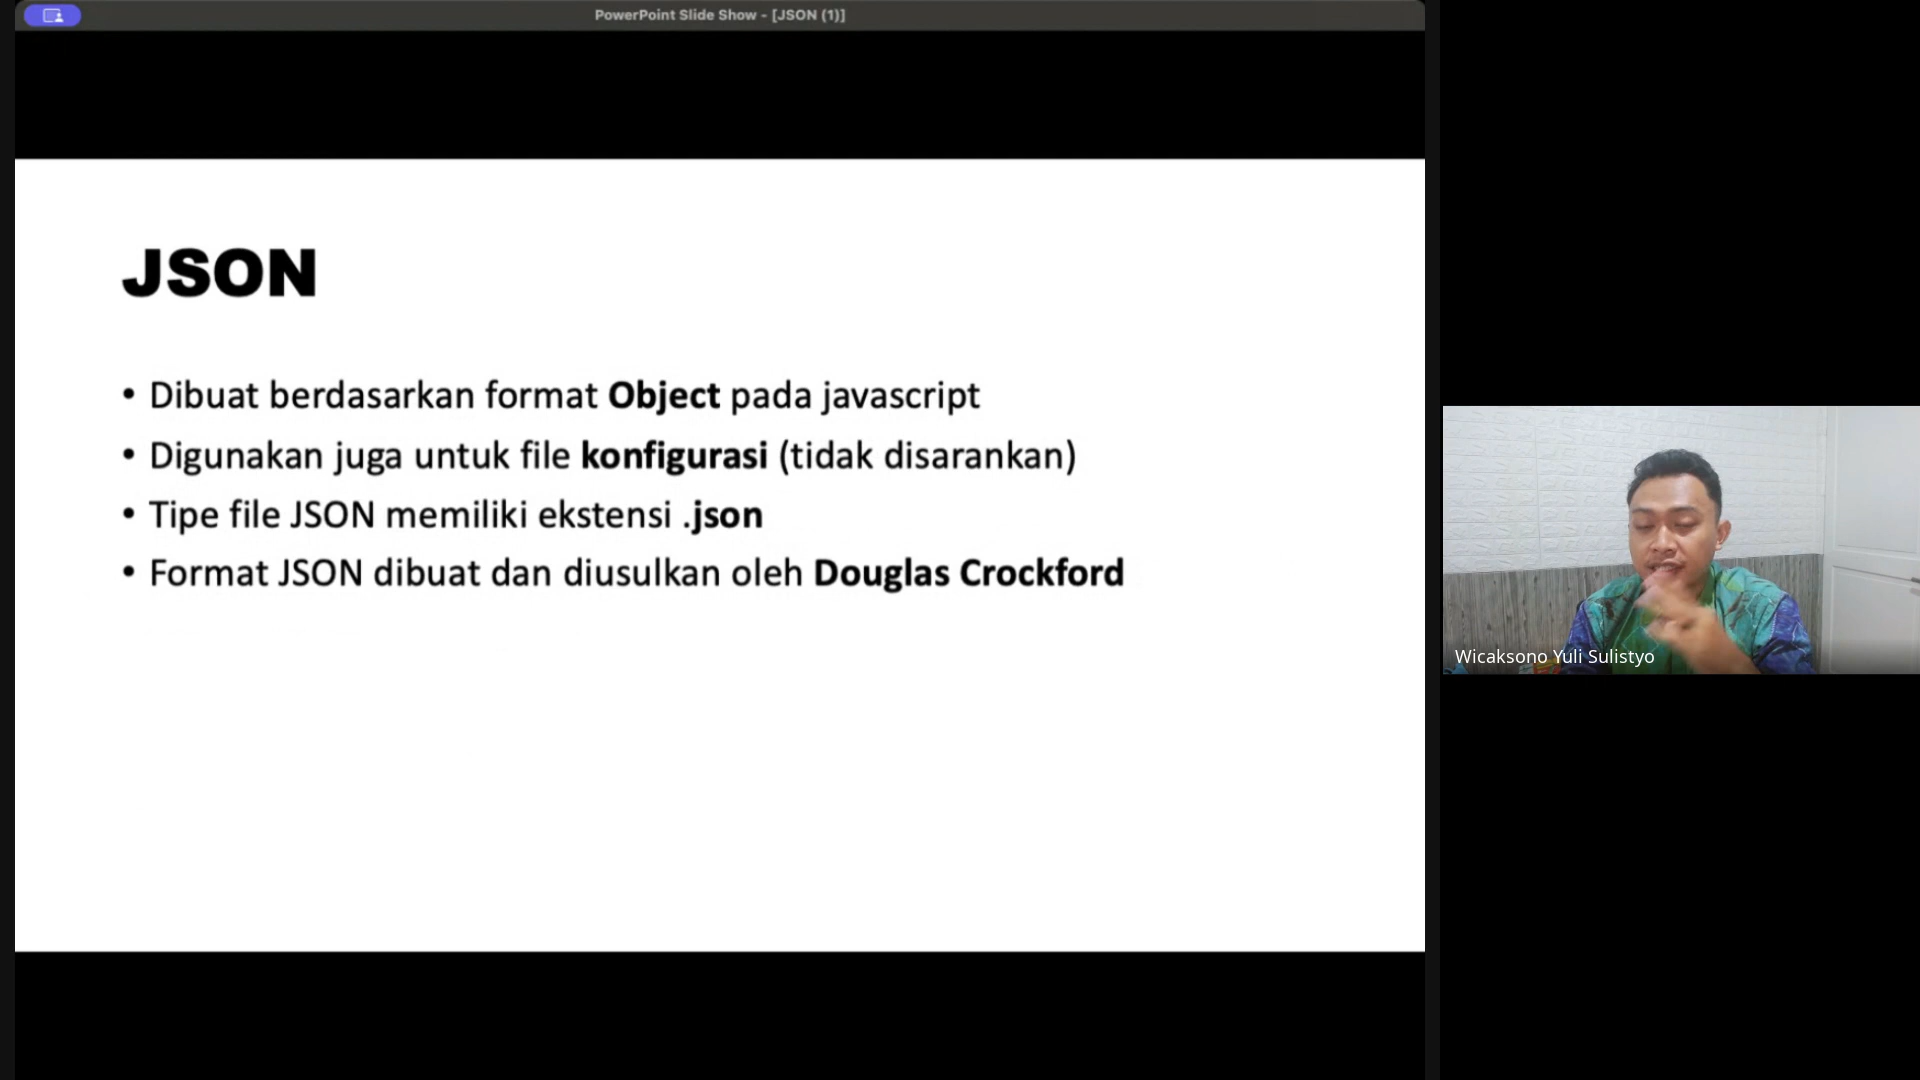 PowerPoint Slide Show - [JSON (1)]
JSON
• Dibuat berdasarkan format Object pada javascript
• Digunakan juga untuk file konfigurasi (tidak disarankan)
• Tipe file JSON memiliki ekstensi .json
• Format JSON dibuat dan diusulkan oleh Douglas Crockford
Wicaksono Yuli Sulistyo